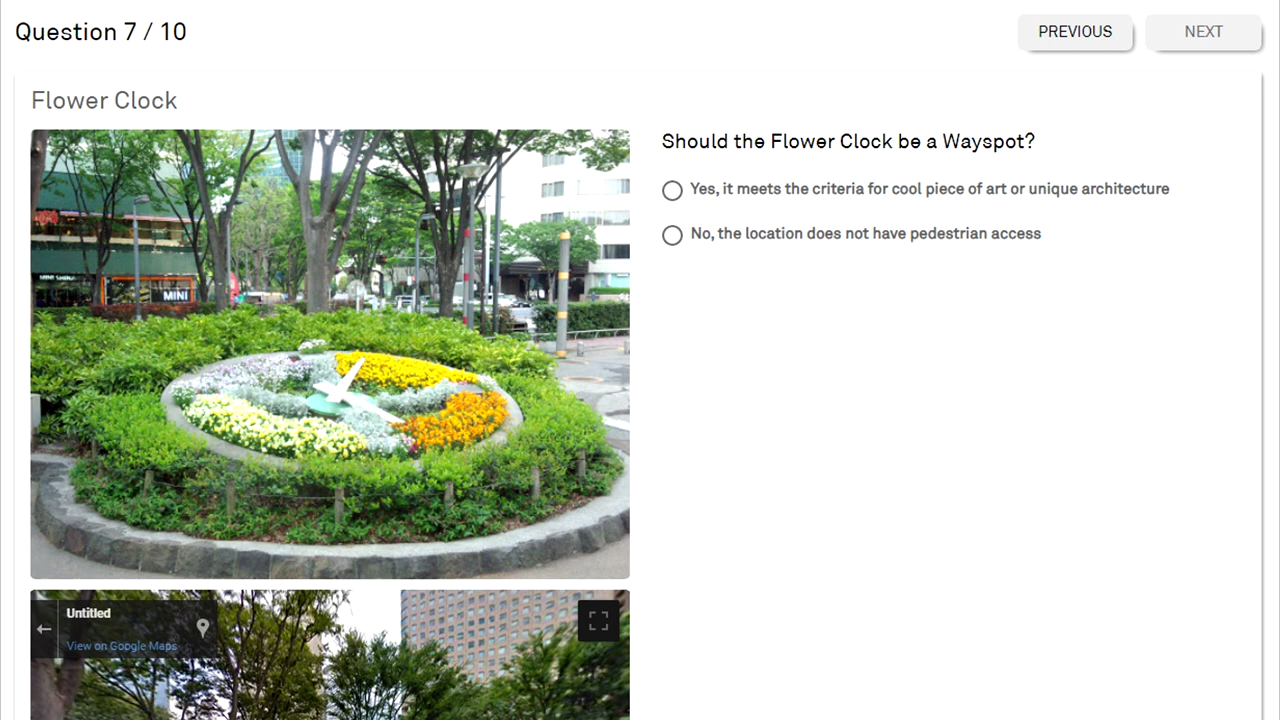 Question 7 / 10
PREVIOUS
NEXT
Flower Clock
Should the Flower Clock be a Wayspot?
Yes, it meets the criteria for cool piece of art or unique architecture
No, the location does not have pedestrian access
MINI
Untitled
View on Google Maps